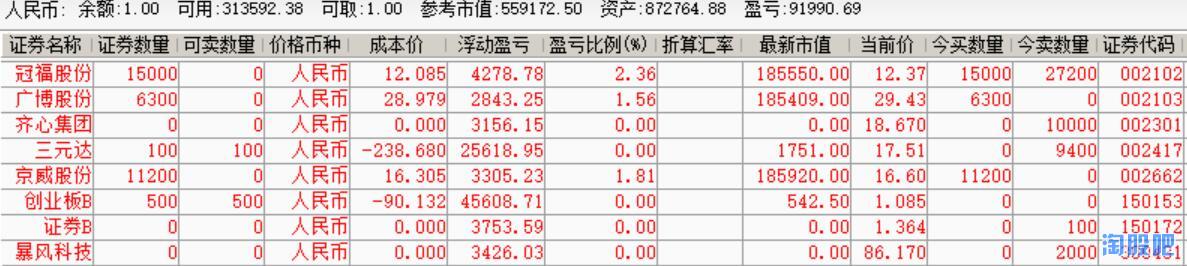 人民币: 余额:1.00 可用:313592.38 可取:1.00 参考市值:559172.50 资产:872764.88 盈亏:91990.69
证券名称 证券数量 可卖数量 价格币种 成本价 浮动盈亏 盈亏比例(%) 折算汇率 最新市值 当前价 今买数量 今卖数量 证券代码
冠福股份 15000 0 人民币 12.085 4278.78 2.36 185550.00 12.37 15000 27200 002102
广博股份 6300 0 人民币 28.979 2843.25 1.56 185409.00 29.43 6300 0 002103
齐心集团 0 0 人民币 0.000 3156.15 0.00 0.00 18.670 0 10000 002301
三元达 100 100 人民币 -238.680 25618.95 0.00 1751.00 17.51 0 9400 002417
京威股份 11200 0 人民币 16.305 3305.23 1.81 185920.00 16.60 11200 0 002662
创业板B 500 500 人民币 -90.132 45608.71 0.00 542.50 1.085 0 0 150153
证券B 0 0 人民币 0.000 3753.59 0.00 0.00 1.364 0 100 150172
暴风科技 0 0 人民币 0.000 3426.03 0.00 0.00 86.170 0 2000
淘股吧